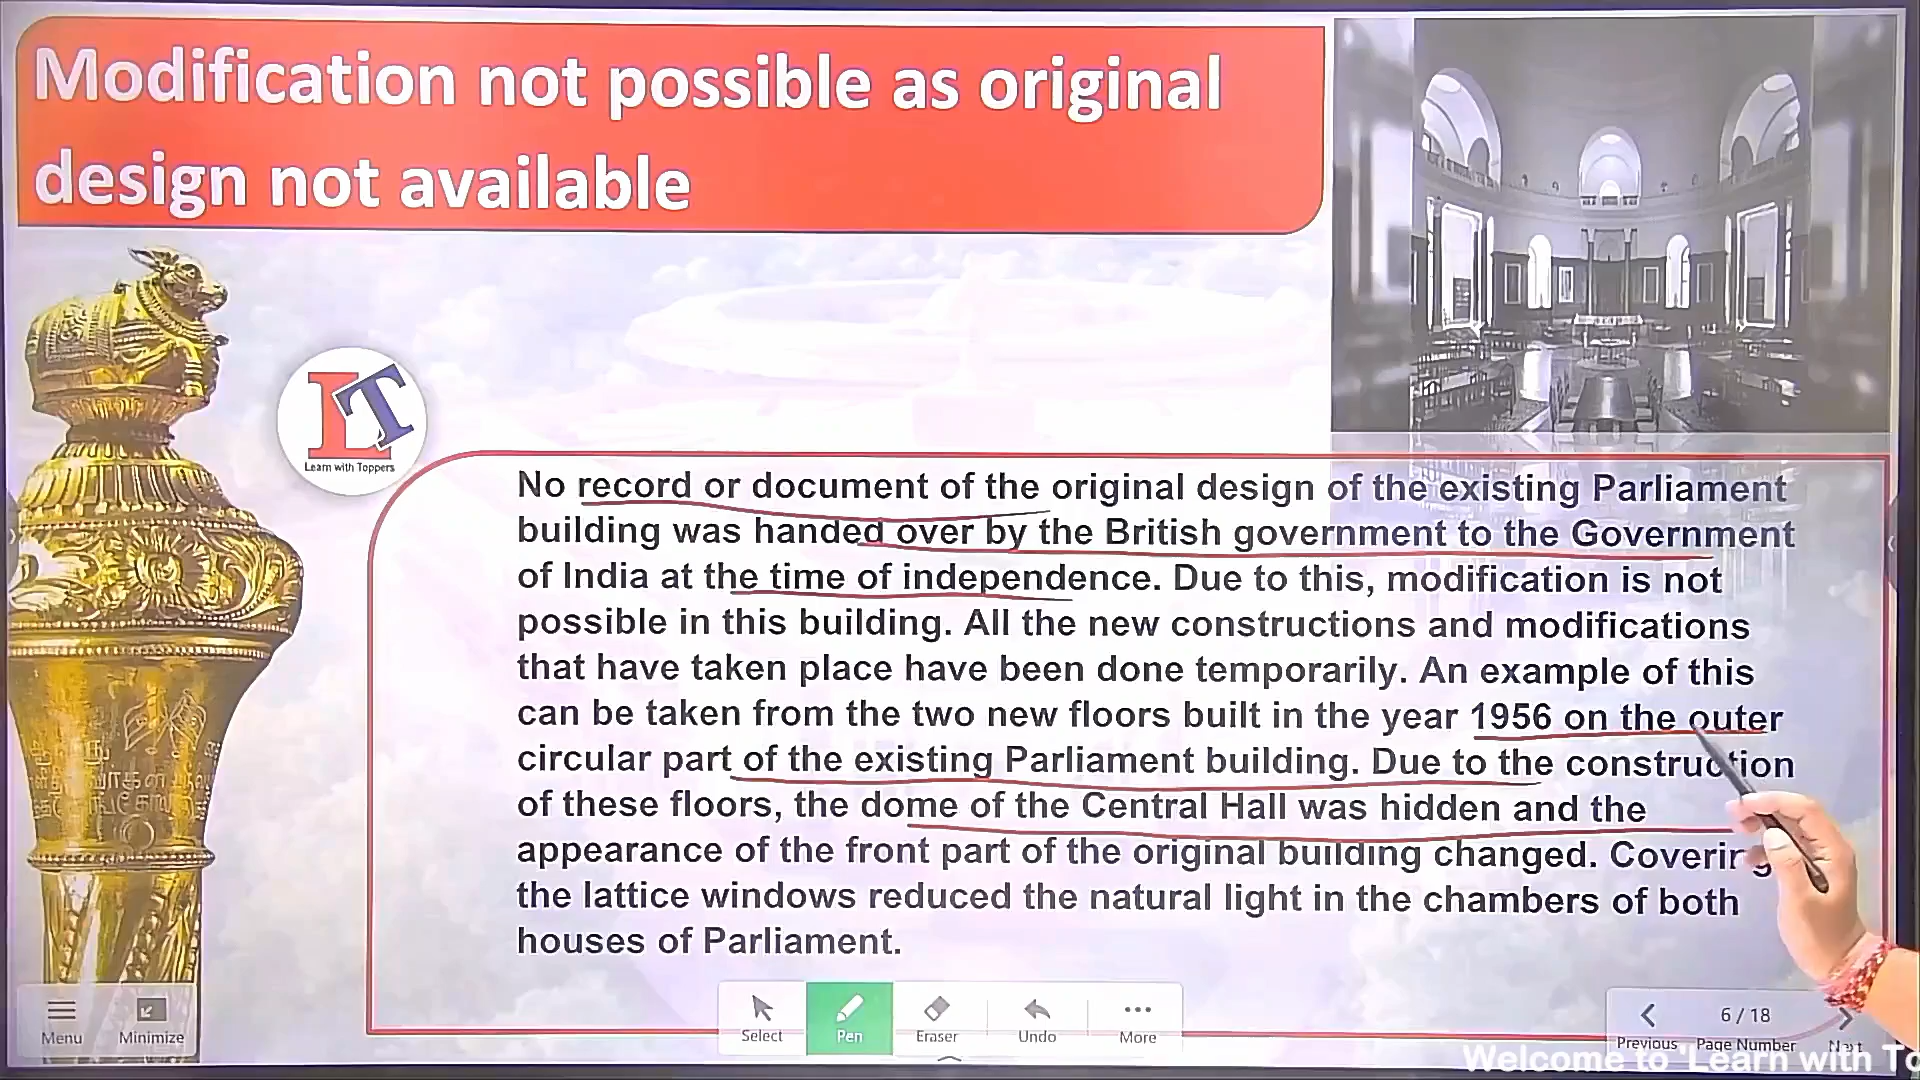 Modification not possible as original
design not available
LT
Learn with Toppers
No record or document of the original design of the existing Parliament
building was handed over by the British government to the Government
of India at the time of independence. Due to this, modification is not
possible in this building. All the new constructions and modifications
that have taken place have been done temporarily. An example of this
can be taken from the two new floors built in the year 1956 on the outer
circular part of the existing Parliament building. Due to the construction
of these floors, the dome of the Central Hall was hidden and the
appearance of the front part of the original building changed. Covering
the lattice windows reduced the natural light in the chambers of both
houses of Parliament.
Menu
Minimize
Select
Pen
Eraser
Undo
More
6 / 18
Previous
Page Number
Next
Welcome to 'Learn with To